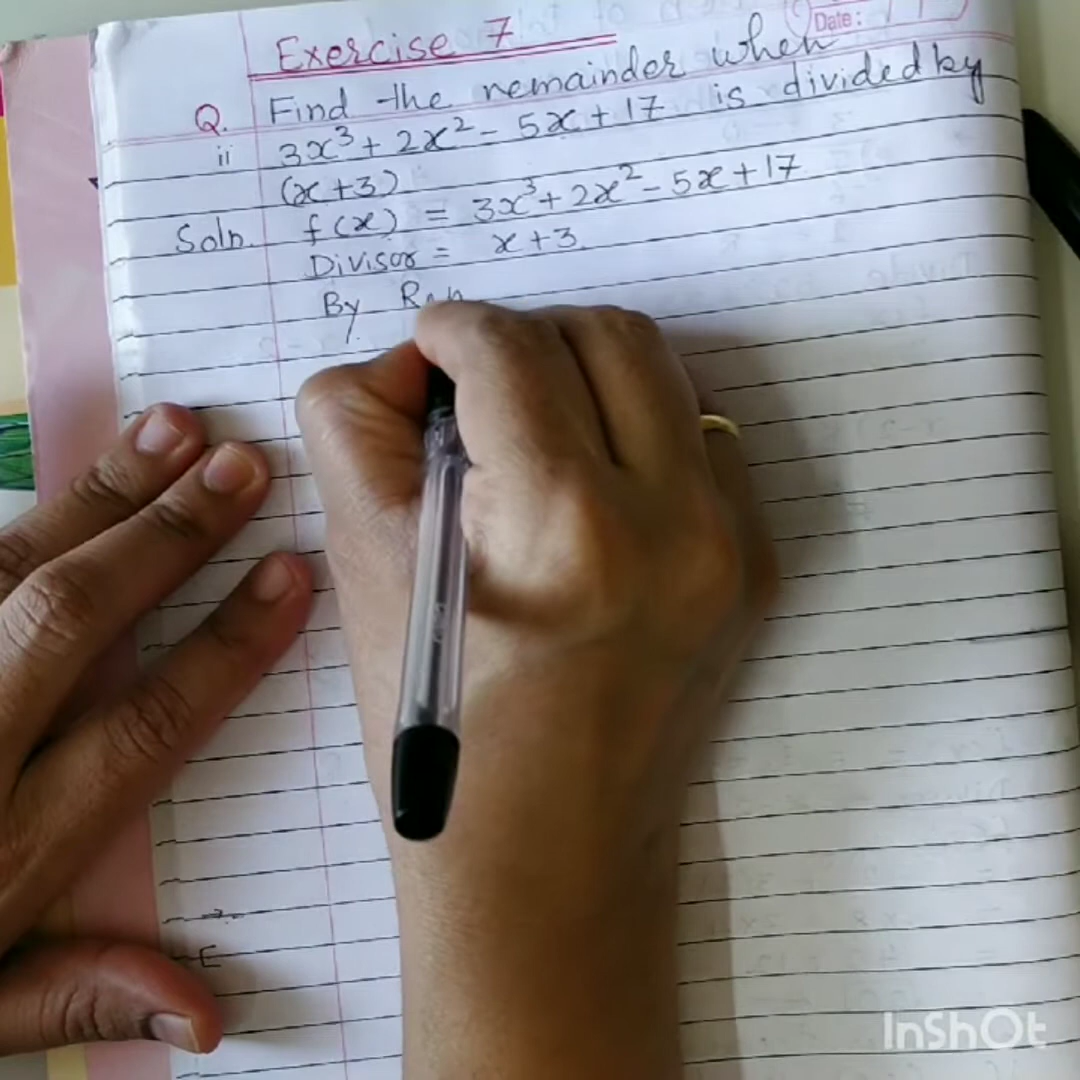 Date:
Exercise 7
Q. Find the remainder when
ii 3x³ + 2x² - 5x + 17 is divided by
(x + 3)
Soln. f(x) = 3x³ + 2x² - 5x + 17
Divisor = x + 3.
By
E
InShOt